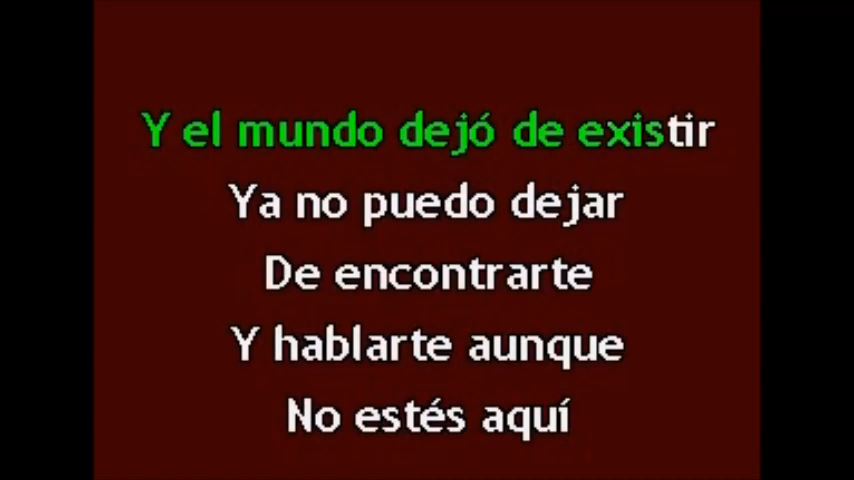 Y el mundo dejó de existir
Ya no puedo dejar
De encontrarte
Y hablarte aunque
No estés aquí